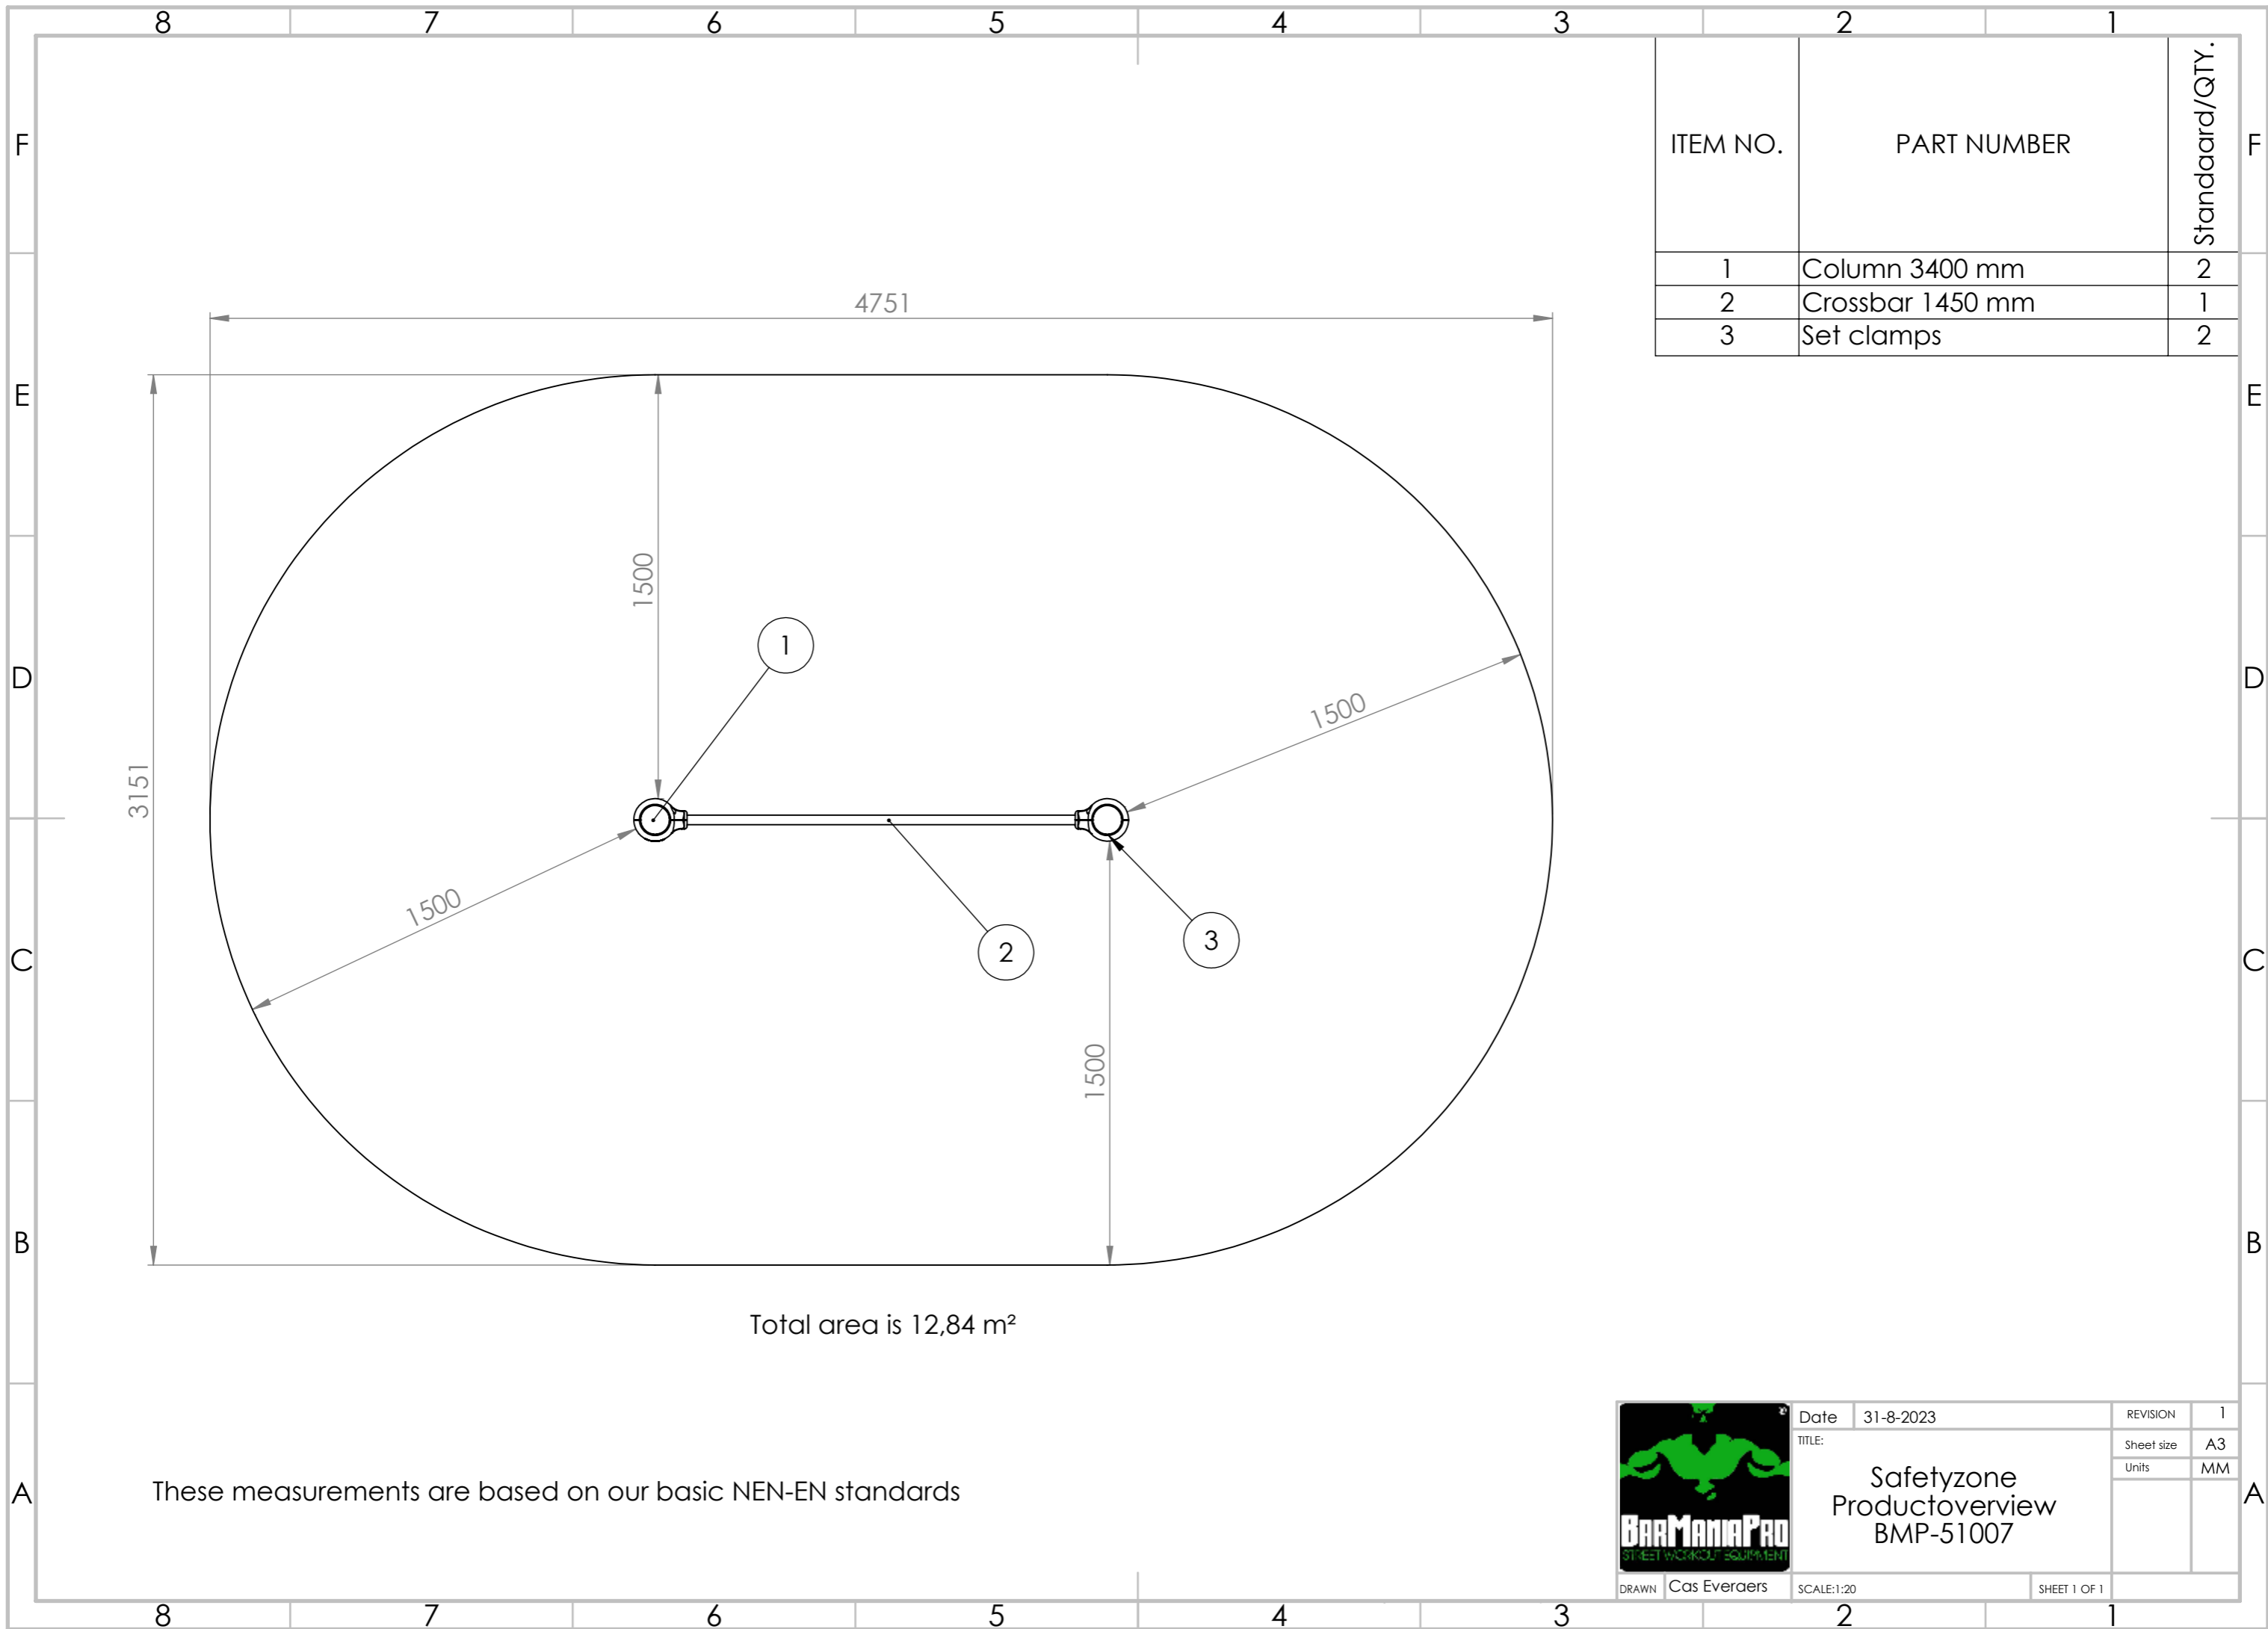 8 7 6 5 4 3 2 1
F F
E E
D D
C C
B B
A A
ITEM NO. PART NUMBER Standaard/QTY.
1 Column 3400 mm 2
2 Crossbar 1450 mm 1
3 Set clamps 2
4751
3151
1500
1500
1500
1500
1
2
3
Total area is 12,84 m²
These measurements are based on our basic NEN-EN standards
BARMANIAPRO
STREET WORKOUT EQUIPMENT
Date 31-8-2023
REVISION 1
TITLE:
Sheet size A3
Units MM
Safetyzone
Productoverview
BMP-51007
DRAWN Cas Everaers
SCALE:1:20
SHEET 1 OF 1
8 7 6 5 4 3 2 1